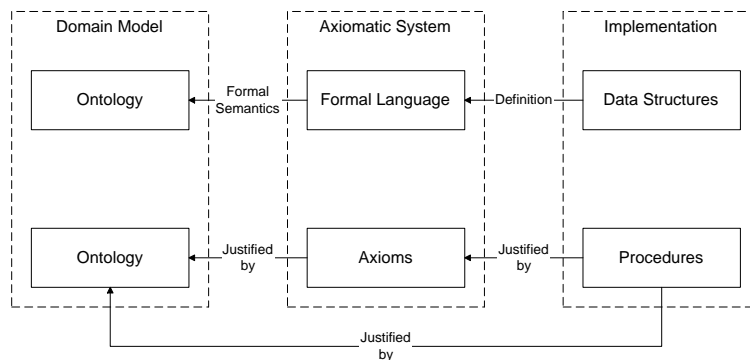 Domain Model
Axiomatic System
Implementation
Ontology
Formal
Semantics
Formal Language
Definition
Data Structures
Ontology
Justified
by
Axioms
Justified
by
Procedures
Justified
by